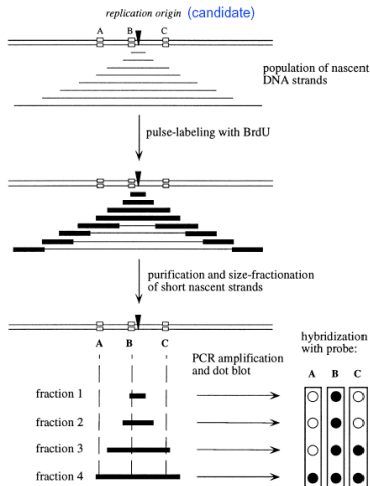 replication origin (candidate)
A B C
population of nascent
DNA strands
pulse-labeling with BrdU
purification and size-fractionation
of short nascent strands
A B C
PCR amplification
and dot blot
hybridization
with probe:
A B C
fraction 1
fraction 2
fraction 3
fraction 4